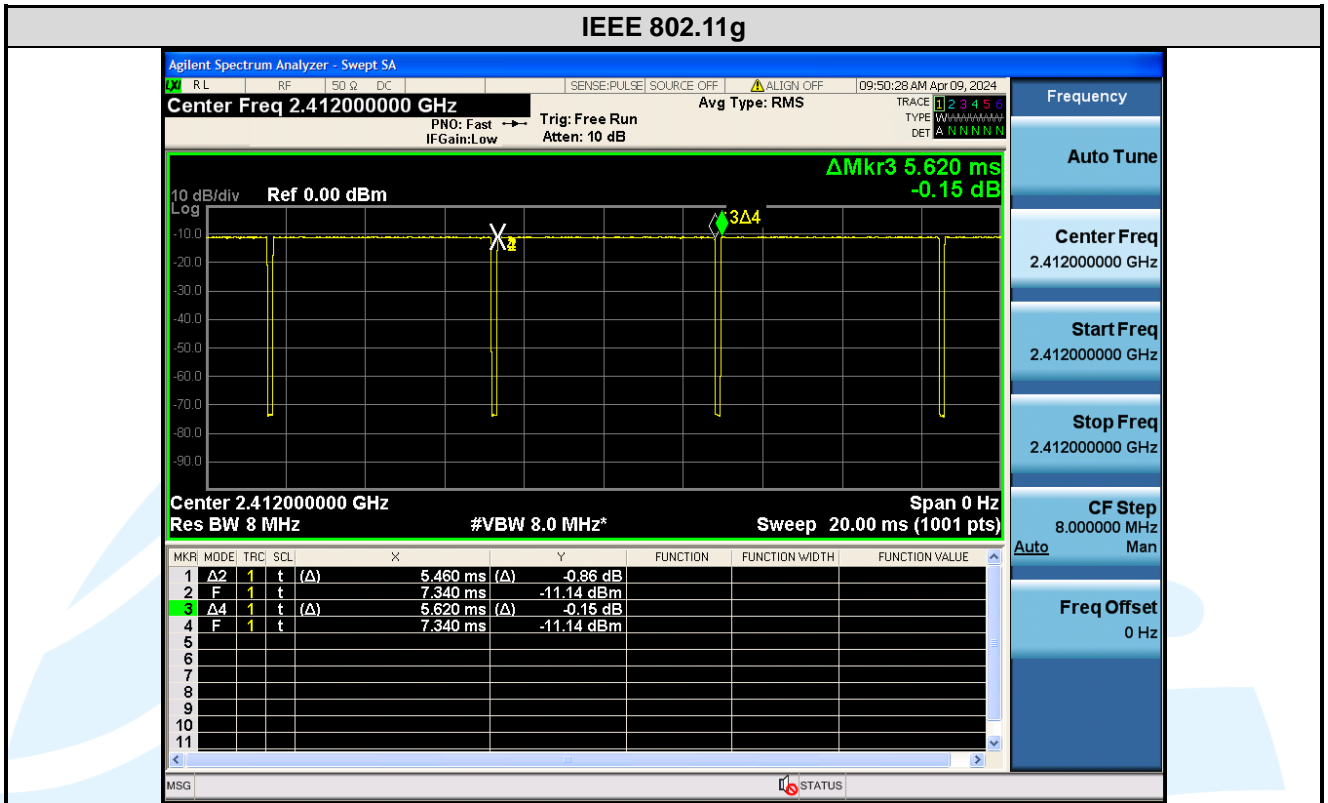 IEEE 802.11g
Agilent Spectrum Analyzer - Swept SA
LXI RL RF 50 Ω DC SENSE:PULSE SOURCE OFF ALIGN OFF 09:50:28 AM Apr 09, 2024
Center Freq 2.412000000 GHz
PNO: Fast
IFGain:Low
Trig: Free Run
Atten: 10 dB
Avg Type: RMS
TRACE 1 2 3 4 5 6
TYPE W
DET A N N N N N
ΔMkr3 5.620 ms
-0.15 dB
10 dB/div Ref 0.00 dBm
Log
3Δ4
-10.0
-20.0
-30.0
-40.0
-50.0
-60.0
-70.0
-80.0
-90.0
Center 2.412000000 GHz Span 0 Hz
Res BW 8 MHz #VBW 8.0 MHz* Sweep 20.00 ms (1001 pts)
MKR MODE TRC SCL X Y FUNCTION FUNCTION WIDTH FUNCTION VALUE
1 Δ2 1 t (Δ) 5.460 ms (Δ) -0.86 dB
2 F 1 t 7.340 ms -11.14 dBm
3 Δ4 1 t (Δ) 5.620 ms (Δ) -0.15 dB
4 F 1 t 7.340 ms -11.14 dBm
5
6
7
8
9
10
11
MSG STATUS
Frequency
Auto Tune
Center Freq
2.412000000 GHz
Start Freq
2.412000000 GHz
Stop Freq
2.412000000 GHz
CF Step
8.000000 MHz
Auto Man
Freq Offset
0 Hz